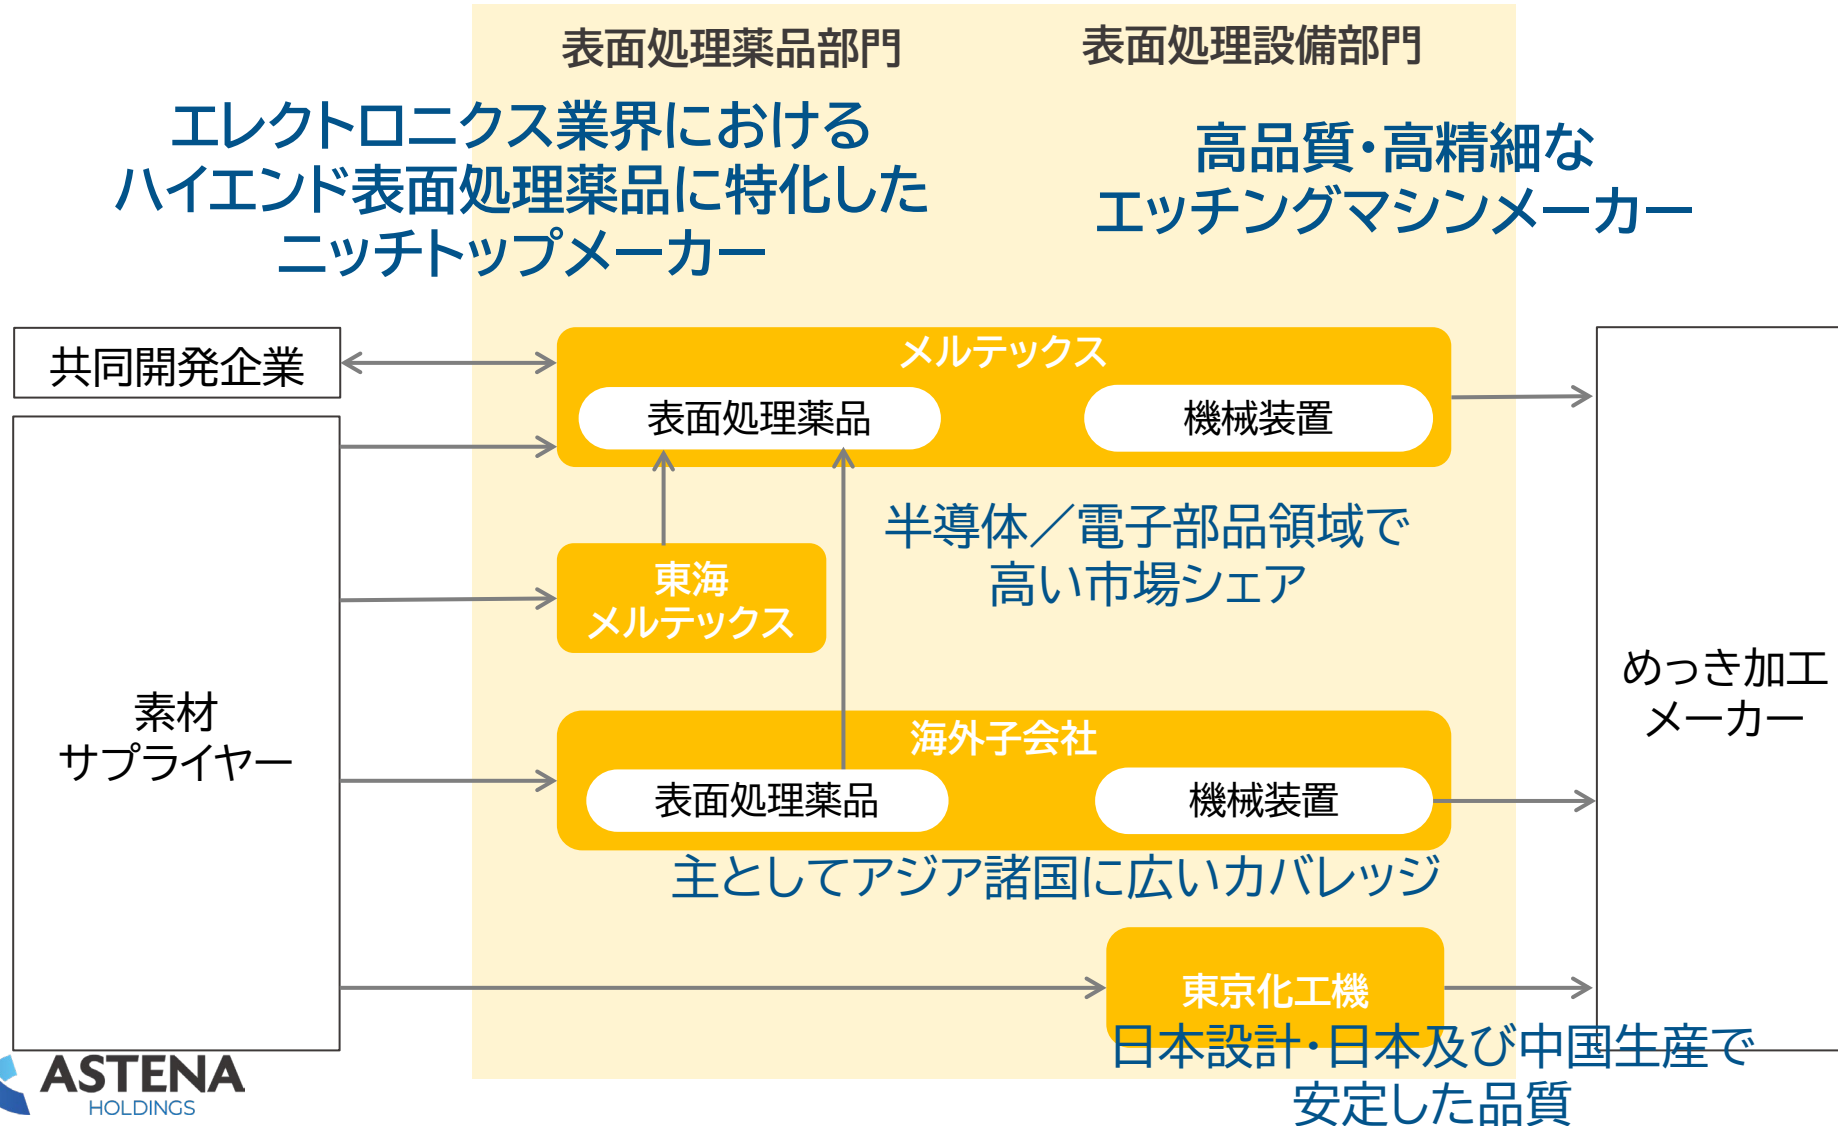 表面処理薬品部門
表面処理設備部門
エレクトロニクス業界における
ハイエンド表面処理薬品に特化した
ニッチトップメーカー
高品質・高精細な
エッチングマシンメーカー
共同開発企業
メルテックス
表面処理薬品
機械装置
半導体／電子部品領域で
高い市場シェア
東海
メルテックス
素材
サプライヤー
めっき加工
メーカー
海外子会社
表面処理薬品
機械装置
主としてアジア諸国に広いカバレッジ
東京化工機
日本設計・日本及び中国生産で
安定した品質
ASTENA
HOLDINGS